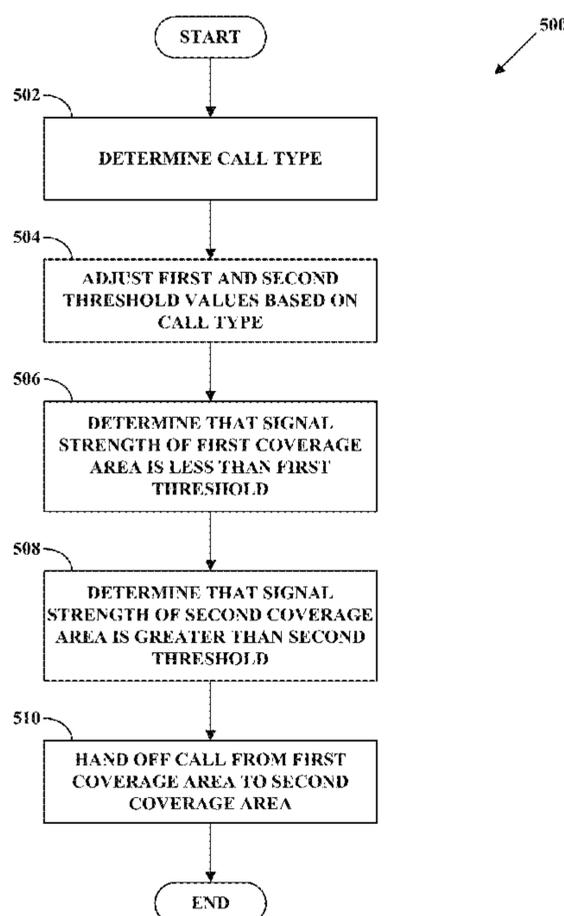 START
500
502
DETERMINE CALL TYPE
504
ADJUST FIRST AND SECOND
THRESHOLD VALUES BASED ON
CALL TYPE
506
DETERMINE THAT SIGNAL
STRENGTH OF FIRST COVERAGE
AREA IS LESS THAN FIRST
THRESHOLD
508
DETERMINE THAT SIGNAL
STRENGTH OF SECOND COVERAGE
AREA IS GREATER THAN SECOND
THRESHOLD
510
HAND OFF CALL FROM FIRST
COVERAGE AREA TO SECOND
COVERAGE AREA
END